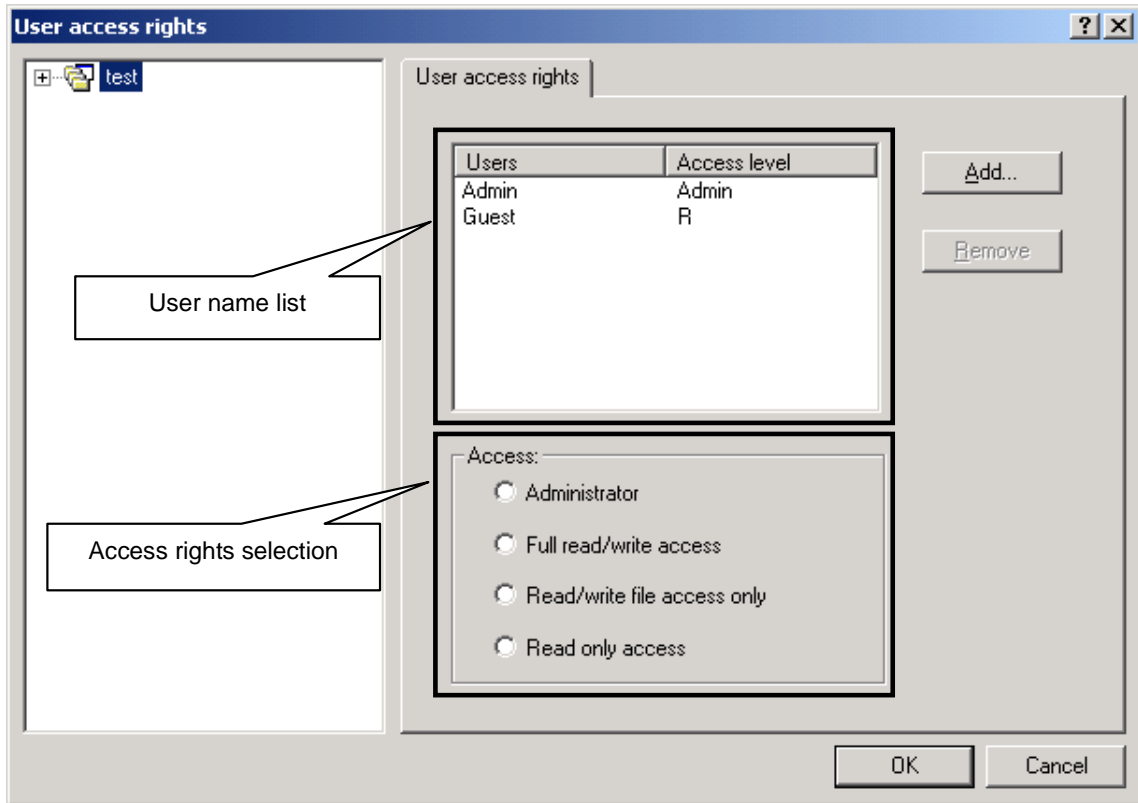 User access rights
test
User access rights
Users Access level
Admin Admin
Guest R
Add...
Remove
User name list
Access:
Administrator
Full read/write access
Read/write file access only
Read only access
Access rights selection
OK Cancel